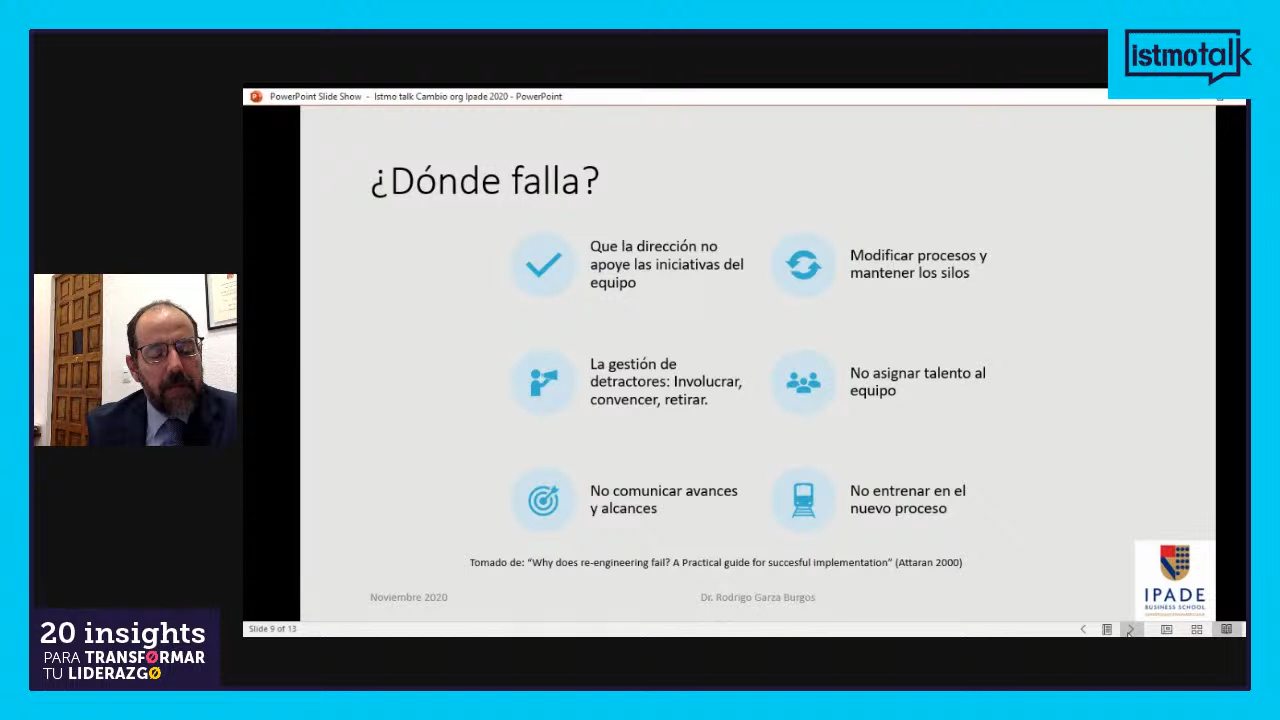 istmotalk
PowerPoint Slide Show - Istmo talk Cambio org Ipade 2020 - PowerPoint
¿Dónde falla?
Que la dirección no
apoye las iniciativas del
equipo
Modificar procesos y
mantener los silos
La gestión de
detractores: Involucrar,
convencer, retirar.
No asignar talento al
equipo
No comunicar avances
y alcances
No entrenar en el
nuevo proceso
Tomado de: “Why does re-engineering fail? A Practical guide for succesful implementation” (Attaran 2000)
Noviembre 2020
Dr. Rodrigo Garza Burgos
IPADE
BUSINESS SCHOOL
Slide 9 of 13
20 insights
PARA TRANSFØRMAR
TU LIDERAZGØ